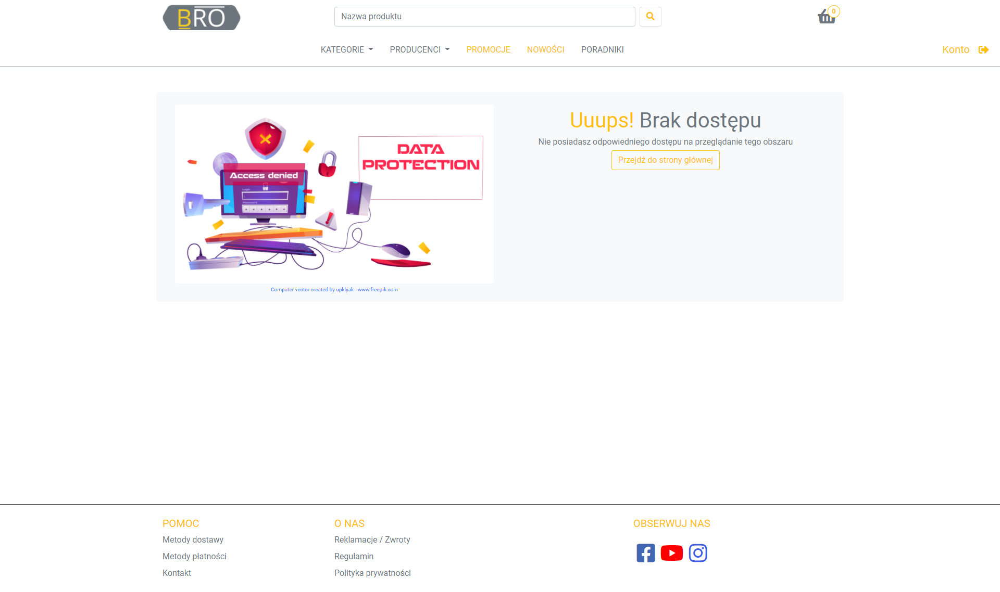 BRO
Nazwa produktu
0
KATEGORIE
PRODUCENCI
PROMOCJE
NOWOŚCI
PORADNIKI
Konto
Access denied
Login
Password
DATA
PROTECTION
Computer vector created by upklyak - www.freepik.com
Uuups! Brak dostępu
Nie posiadasz odpowiedniego dostępu na przeglądanie tego obszaru
Przejdź do strony głównej
POMOC
Metody dostawy
Metody płatności
Kontakt
O NAS
Reklamacje / Zwroty
Regulamin
Polityka prywatności
OBSERWUJ NAS